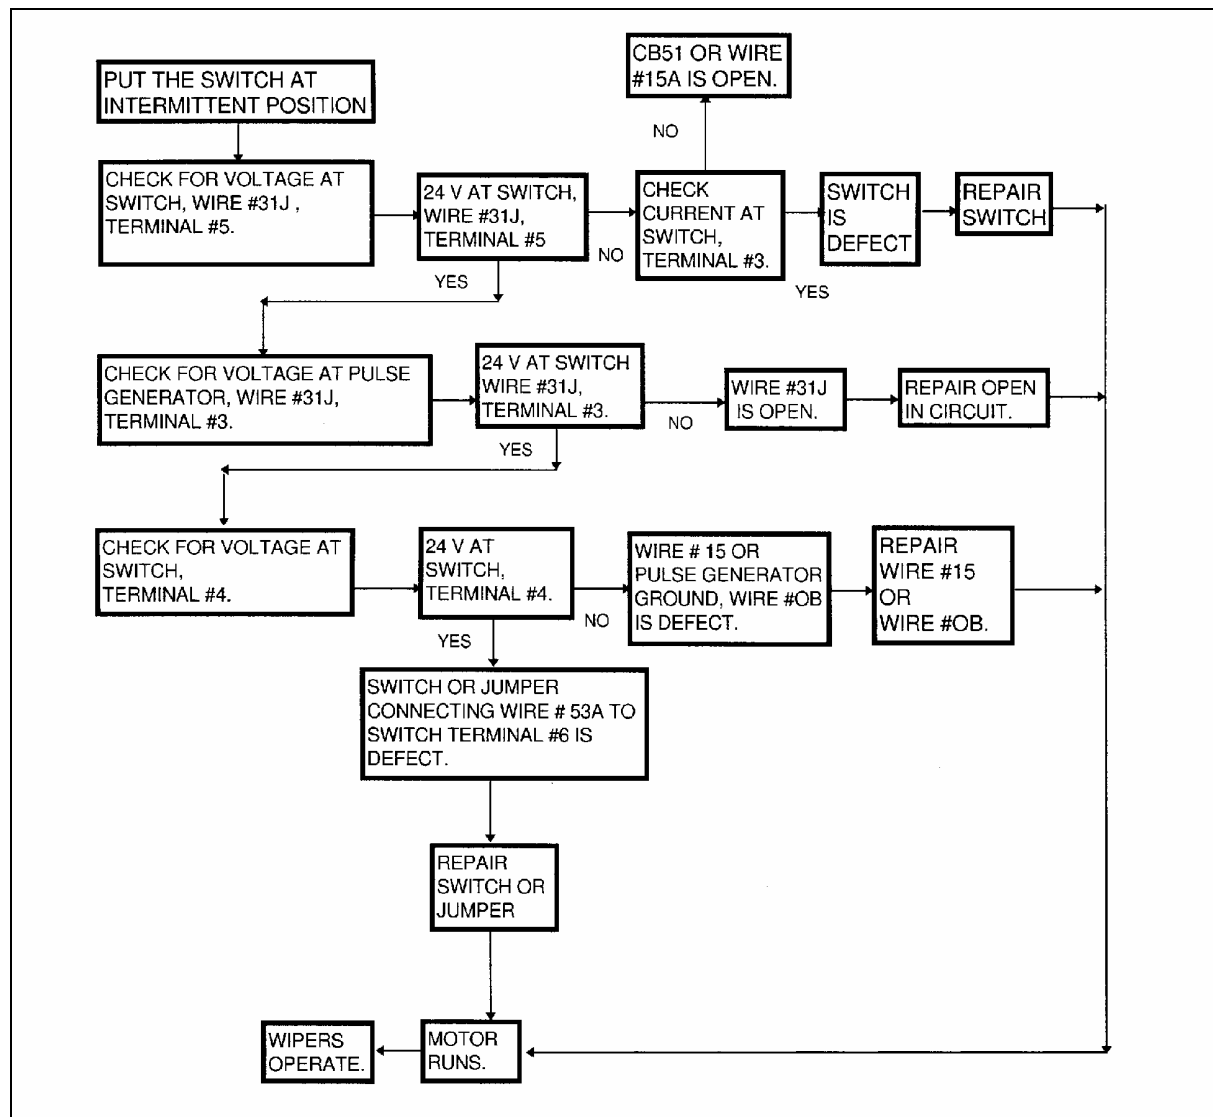 CB51 OR WIRE
#15A IS OPEN.
PUT THE SWITCH AT
INTERMITTENT POSITION
NO
CHECK FOR VOLTAGE AT
SWITCH, WIRE #31J ,
TERMINAL #5.
24 V AT SWITCH,
WIRE #31J,
TERMINAL #5
NO
CHECK
CURRENT AT
SWITCH,
TERMINAL #3.
YES
SWITCH
IS
DEFECT
REPAIR
SWITCH
YES
CHECK FOR VOLTAGE AT PULSE
GENERATOR, WIRE #31J,
TERMINAL #3.
24 V AT SWITCH
WIRE #31J,
TERMINAL #3.
NO
WIRE #31J
IS OPEN.
REPAIR OPEN
IN CIRCUIT.
YES
CHECK FOR VOLTAGE AT
SWITCH,
TERMINAL #4.
24 V AT
SWITCH,
TERMINAL #4.
NO
WIRE # 15 OR
PULSE GENERATOR
GROUND, WIRE #OB
IS DEFECT.
REPAIR
WIRE #15
OR
WIRE #OB.
YES
SWITCH OR JUMPER
CONNECTING WIRE # 53A TO
SWITCH TERMINAL #6 IS
DEFECT.
REPAIR
SWITCH OR
JUMPER
WIPERS
OPERATE.
MOTOR
RUNS.